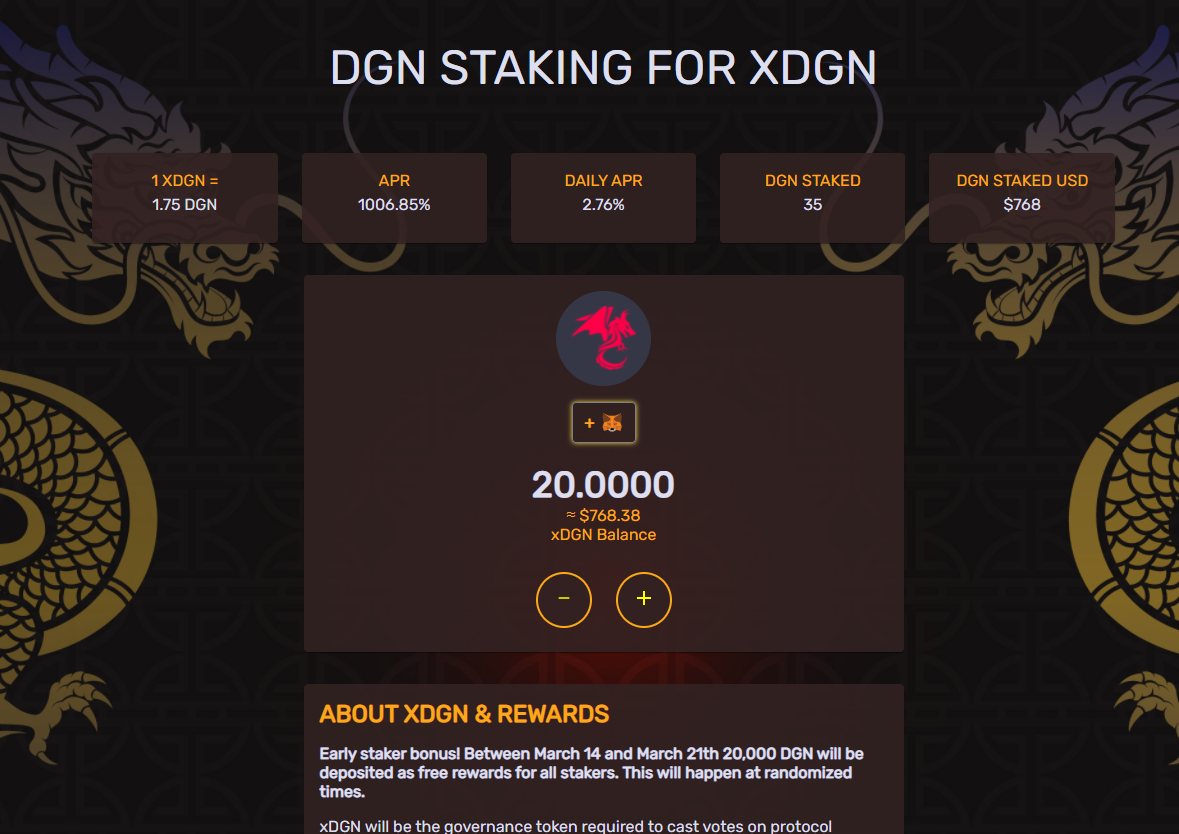 DGN STAKING FOR XDGN
1 XDGN =
1.75 DGN
APR
1006.85%
DAILY APR
2.76%
DGN STAKED
35
DGN STAKED USD
$768
+
20.0000
≈ $768.38
xDGN Balance
− +
ABOUT XDGN & REWARDS
Early staker bonus! Between March 14 and March 21th 20,000 DGN will be
deposited as free rewards for all stakers. This will happen at randomized
times.
xDGN will be the governance token required to cast votes on protocol